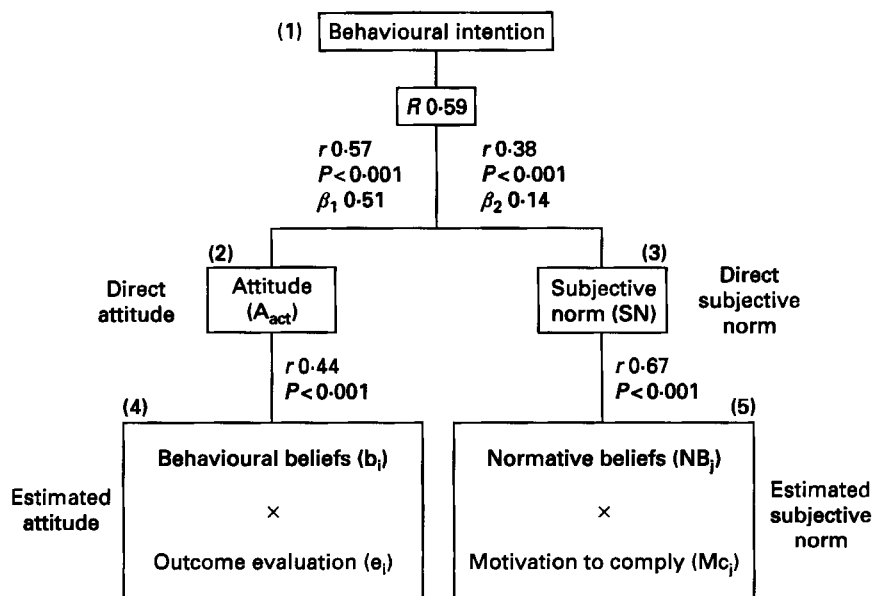 (1) Behavioural intention
R 0·59
r 0·57
P<0·001
β₁ 0·51
r 0·38
P<0·001
β₂ 0·14
(2)
(3)
Direct
attitude
Attitude
(Aact)
Subjective
norm (SN)
Direct
subjective
norm
r 0·44
P<0·001
r 0·67
P<0·001
(4)
(5)
Estimated
attitude
Behavioural beliefs (bi)
×
Outcome evaluation (ei)
Normative beliefs (NBj)
×
Motivation to comply (Mcj)
Estimated
subjective
norm